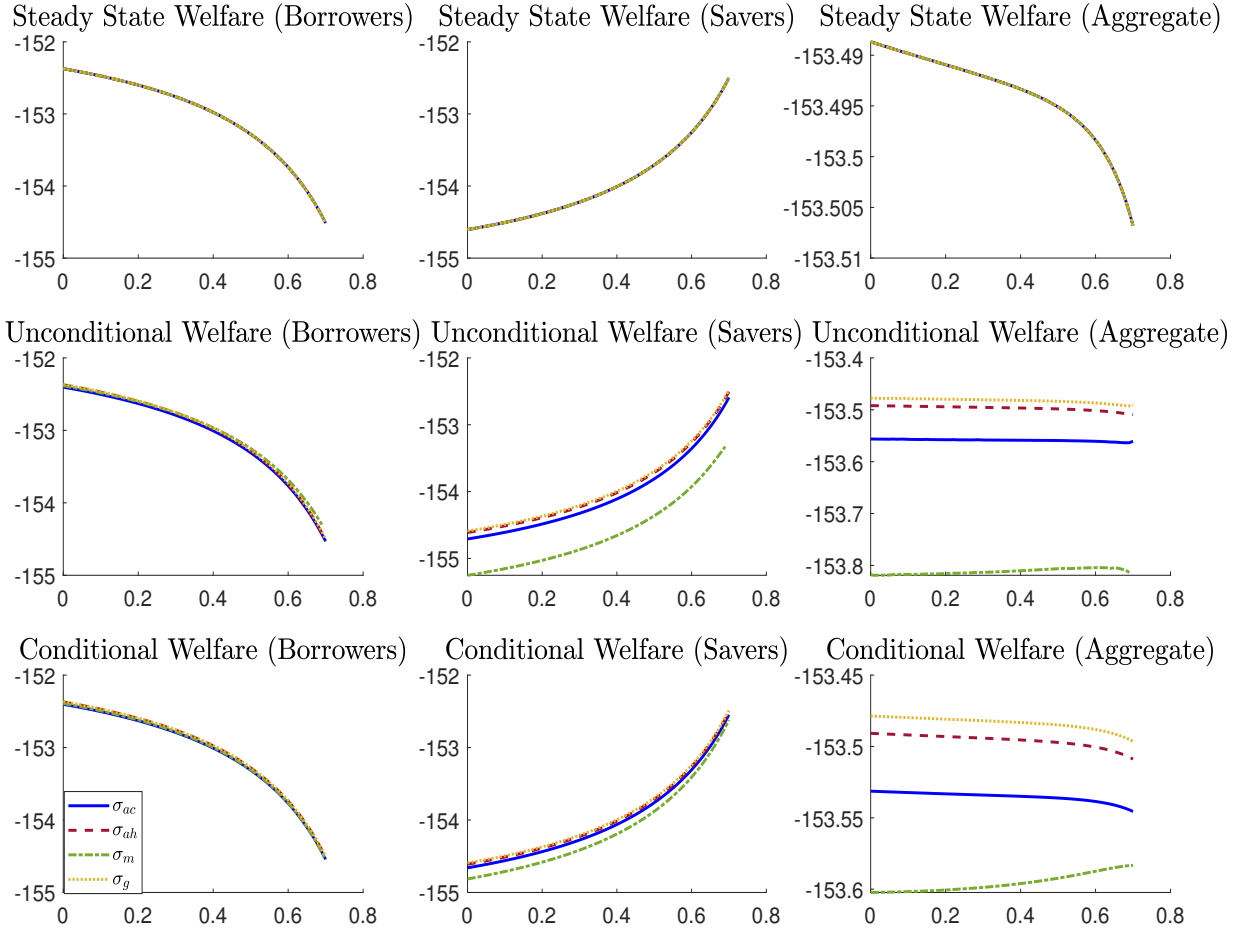 Steady State Welfare (Borrowers)
-152
-153
-154
-155
0 0.2 0.4 0.6 0.8
Steady State Welfare (Savers)
-152
-153
-154
-155
0 0.2 0.4 0.6 0.8
Steady State Welfare (Aggregate)
-153.49
-153.495
-153.5
-153.505
-153.51
0 0.2 0.4 0.6 0.8
Unconditional Welfare (Borrowers)
-152
-153
-154
-155
0 0.2 0.4 0.6 0.8
Unconditional Welfare (Savers)
-152
-153
-154
-155
0 0.2 0.4 0.6 0.8
Unconditional Welfare (Aggregate)
-153.4
-153.5
-153.6
-153.7
-153.8
0 0.2 0.4 0.6 0.8
Conditional Welfare (Borrowers)
-152
-153
-154
-155
0 0.2 0.4 0.6 0.8
σ_ac
σ_ah
σ_m
σ_g
Conditional Welfare (Savers)
-152
-153
-154
-155
0 0.2 0.4 0.6 0.8
Conditional Welfare (Aggregate)
-153.45
-153.5
-153.55
-153.6
0 0.2 0.4 0.6 0.8